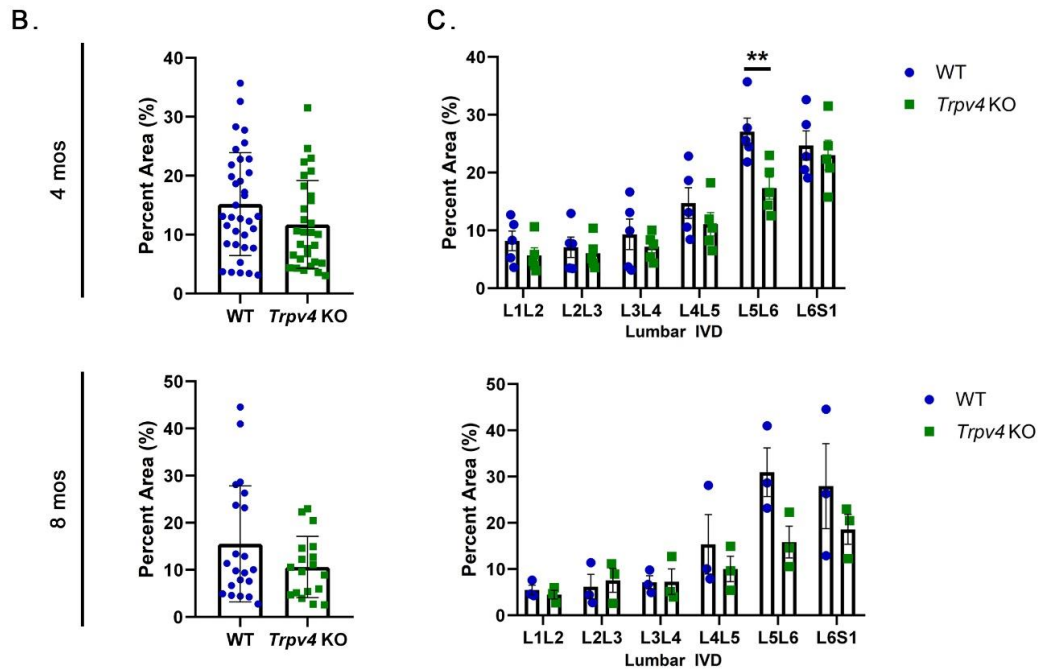 B.
4 mos
Percent Area (%)
40
30
20
10
0
WT Trpv4 KO
C.
Percent Area (%)
40
30
20
10
0
**
L1L2 L2L3 L3L4 L4L5 L5L6 L6S1
Lumbar IVD
WT
Trpv4 KO
8 mos
Percent Area (%)
50
40
30
20
10
0
WT Trpv4 KO
Percent Area (%)
50
40
30
20
10
0
L1L2 L2L3 L3L4 L4L5 L5L6 L6S1
Lumbar IVD
WT
Trpv4 KO